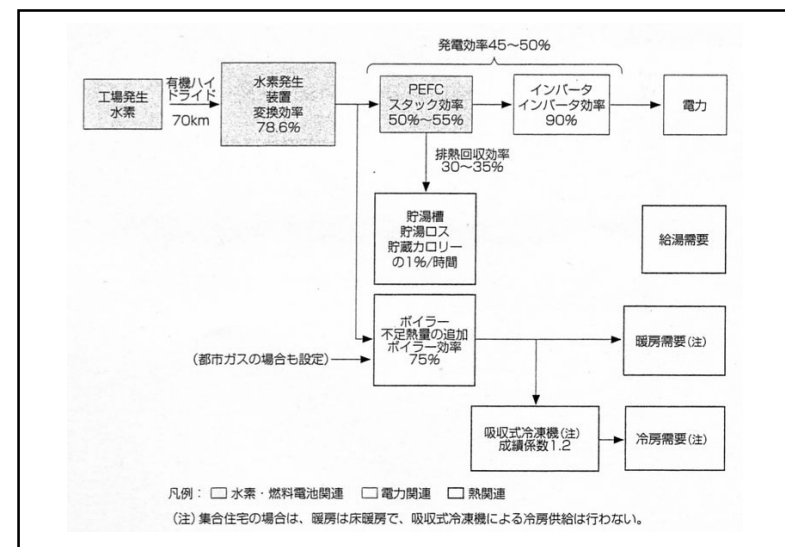 発電効率45～50%
工場発生
水素
有機ハイ
ドライド
70km
水素発生
装置
変換効率
78.6%
PEFC
スタック効率
50%～55%
インバータ
インバータ効率
90%
電力
排熱回収効率
30～35%
貯湯槽
貯湯ロス
貯蔵カロリー
の1%/時間
給湯需要
ボイラー
不足熱量の追加
ボイラー効率
75%
(都市ガスの場合も設定)
暖房需要(注)
吸収式冷凍機(注)
成績係数1.2
冷房需要(注)
凡例： 水素・燃料電池関連 電力関連 熱関連
(注)集合住宅の場合は、暖房は床暖房で、吸収式冷凍機による冷房供給は行わない。